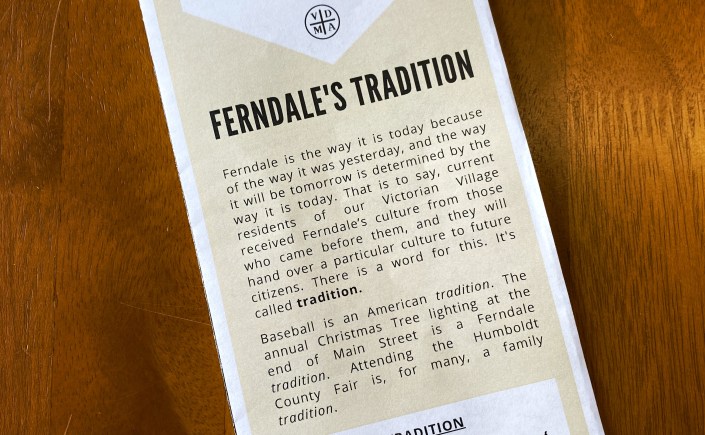 V D
M A
FERNDALE'S TRADITION
Ferndale is the way it is today because
of the way it was yesterday, and the way
it will be tomorrow is determined by the
way it is today. That is to say, current
residents of our Victorian Village
received Ferndale's culture from those
who came before them, and they will
hand over a particular culture to future
citizens. There is a word for this. It's
called tradition.
Baseball is an American tradition. The
annual Christmas Tree lighting at the
end of Main Street is a Ferndale
tradition. Attending the Humboldt
County Fair is, for many, a family
tradition.